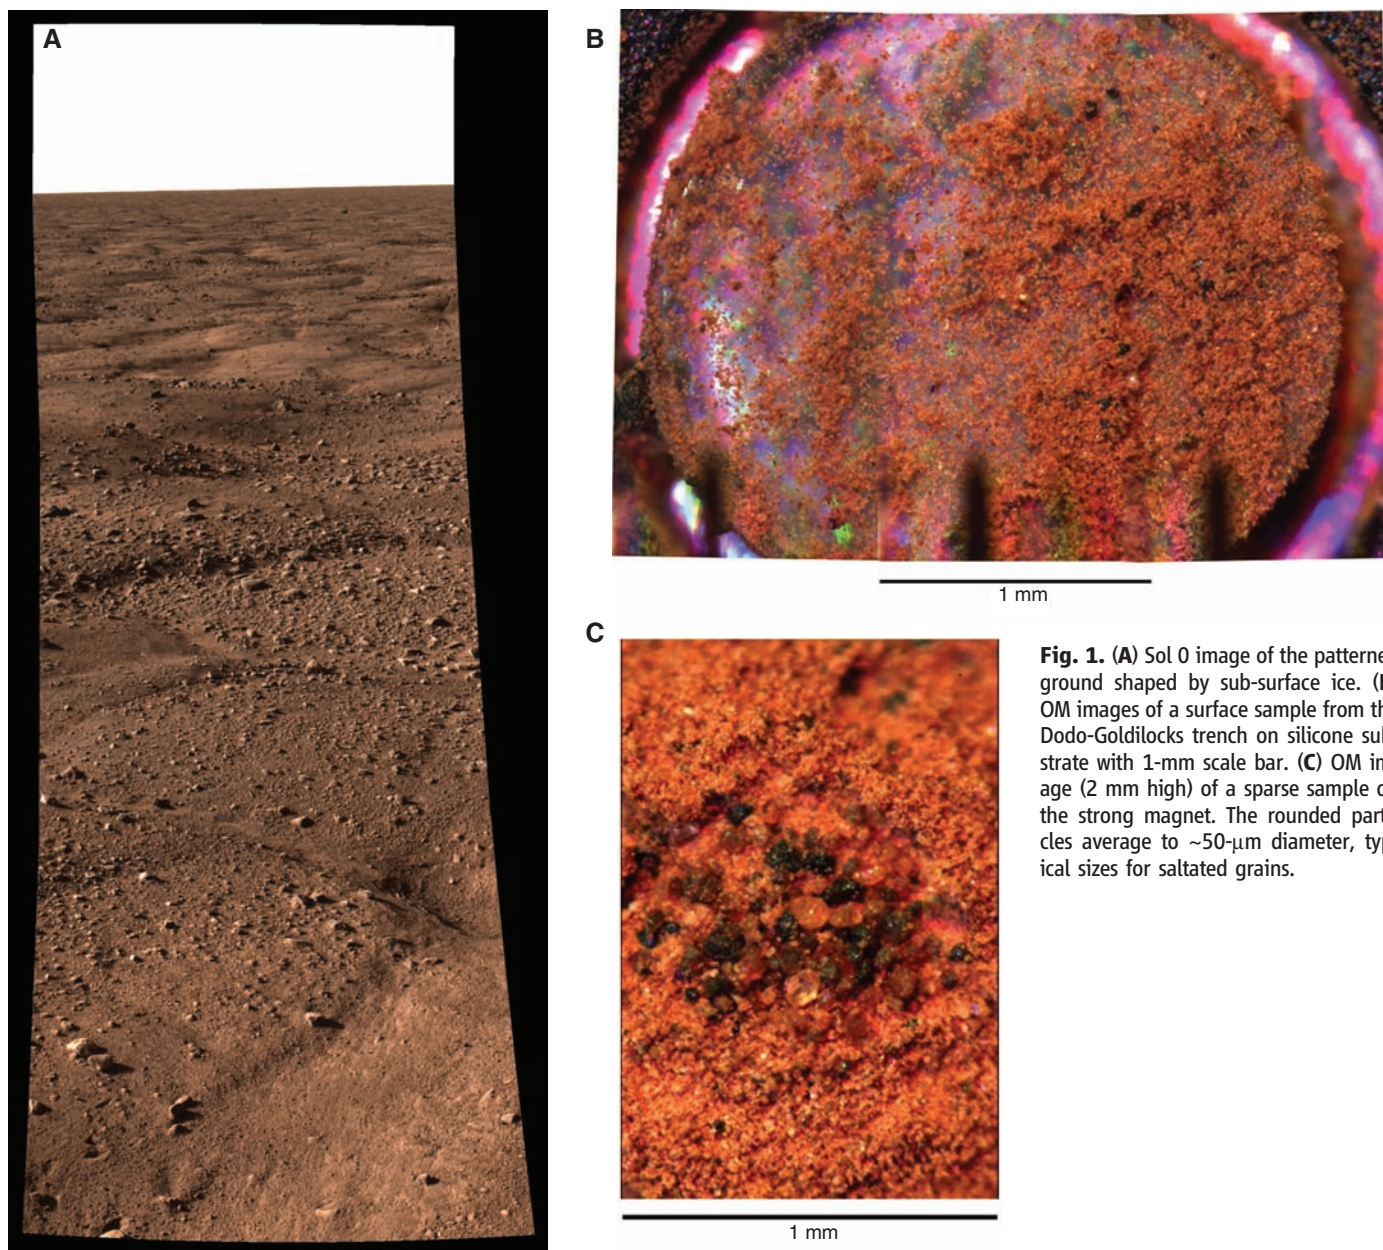 A
B
1 mm
C
Fig. 1. (A) Sol 0 image of the patterne
ground shaped by sub-surface ice. (
OM images of a surface sample from th
Dodo-Goldilocks trench on silicone sub
strate with 1-mm scale bar. (C) OM im
age (2 mm high) of a sparse sample o
the strong magnet. The rounded part
cles average to ~50-μm diameter, typ
ical sizes for saltated grains.
1 mm